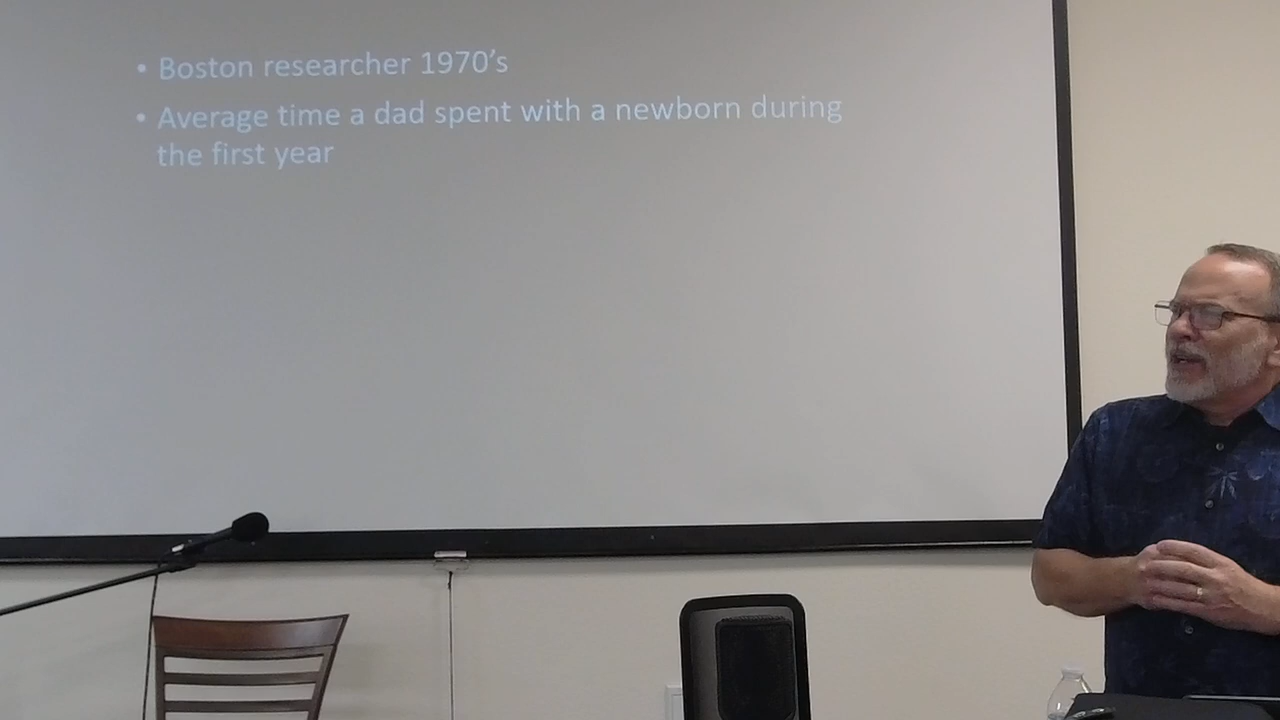 • Boston researcher 1970’s
• Average time a dad spent with a newborn during
the first year